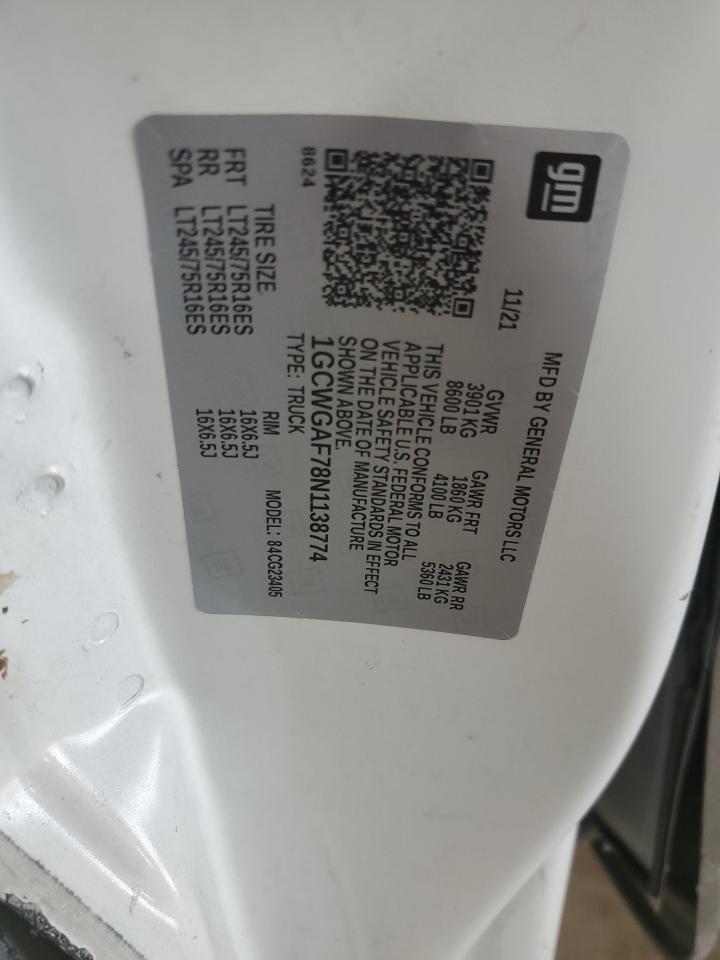 gm
MFD BY GENERAL MOTORS LLC
11/21
GVWR GAWR FRT GAWR RR
3901 KG 1860 KG 2431 KG
8600 LB 4100 LB 5360 LB
THIS VEHICLE CONFORMS TO ALL
APPLICABLE U.S. FEDERAL MOTOR
VEHICLE SAFETY STANDARDS IN EFFECT
ON THE DATE OF MANUFACTURE
SHOWN ABOVE.
1GCWGAF78N1138774
TYPE: TRUCK
8624
MODEL: 84CG23405
TIRE SIZE RIM
FRT LT245/75R16ES 16X6.5J
RR LT245/75R16ES 16X6.5J
SPA LT245/75R16ES 16X6.5J